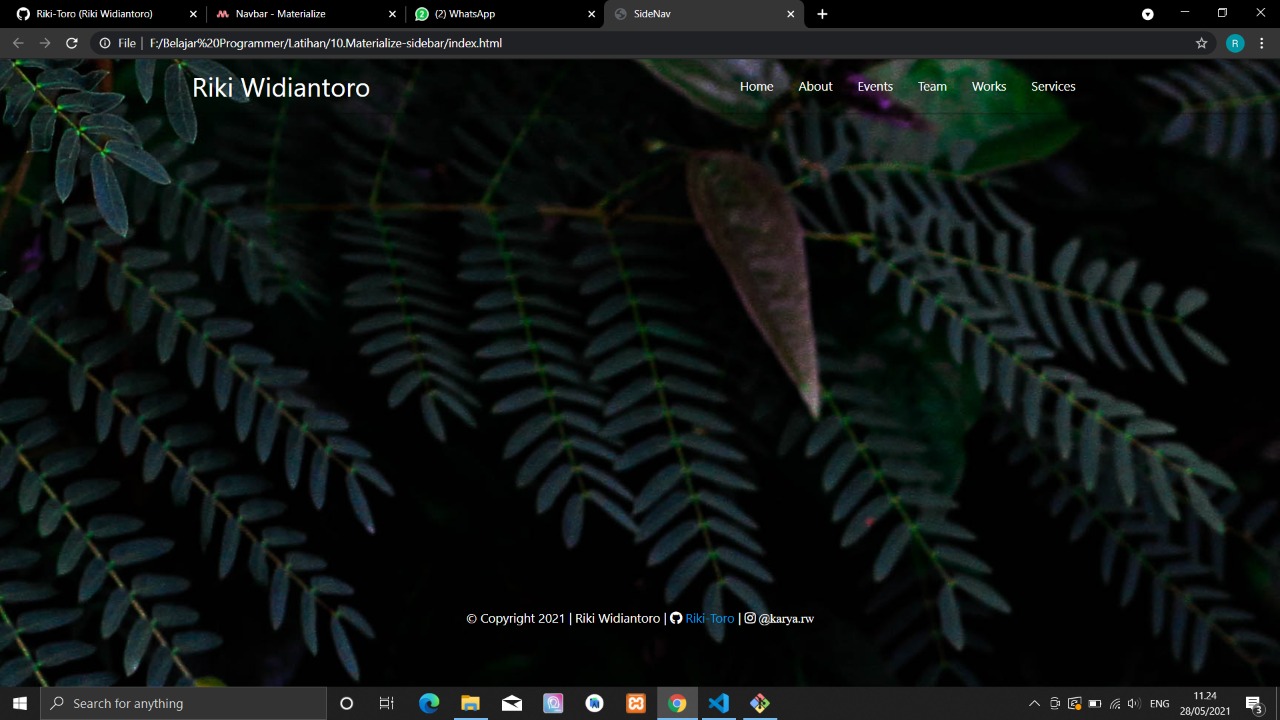 Riki-Toro (Riki Widiantoro)
Navbar - Materialize
(2) WhatsApp
SideNav
File | F:/Belajar%20Programmer/Latihan/10.Materialize-sidebar/index.html
R
Riki Widiantoro
Home About Events Team Works Services
© Copyright 2021 | Riki Widiantoro | Riki-Toro | @karya.rw
Search for anything
ENG
11.24
28/05/2021
3